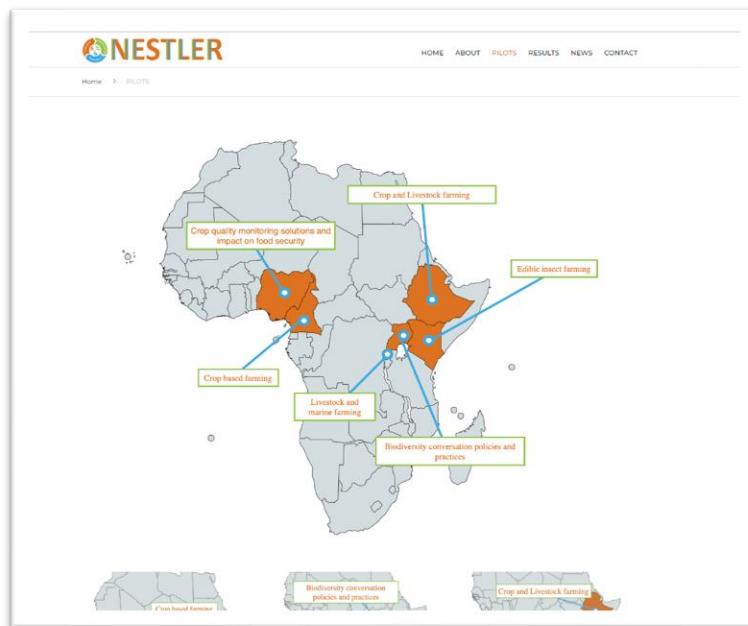 NESTLER
HOME ABOUT PILOTS RESULTS NEWS CONTACT
Home > PILOTS
Crop and Livestock farming
Crop quality monitoring solutions and
impact on food security
Edible insect farming
Crop based farming
Livestock and
marine farming
Biodiversity conversation policies and
practices
Biodiversity conversation
policies and practices
Crop and Livestock farming
Crop based farming